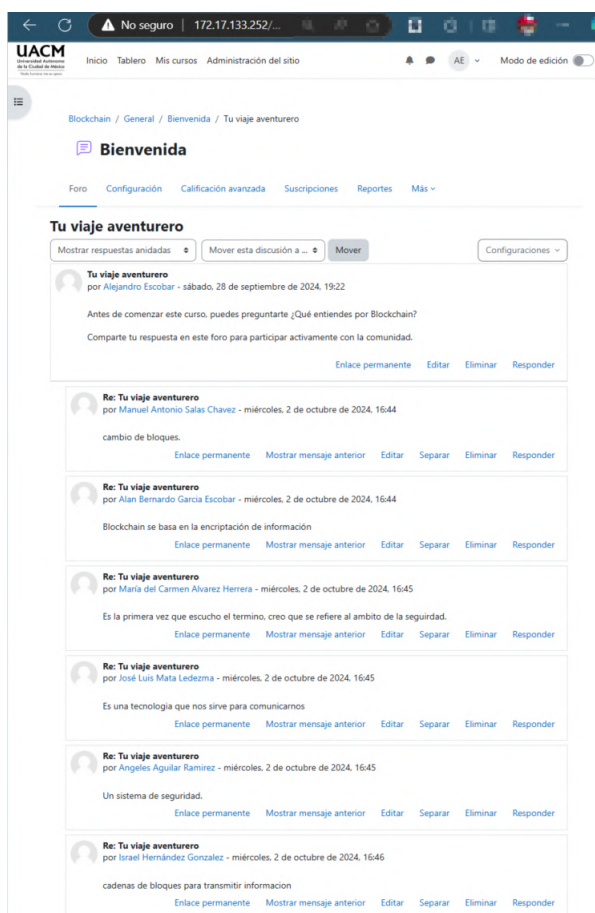 No seguro | 172.17.133.252/...
UACM
Universidad Autónoma
de la Ciudad de México
Nada humano me es ajeno
Inicio Tablero Mis cursos Administración del sitio AE Modo de edición
Blockchain / General / Bienvenida / Tu viaje aventurero
Bienvenida
Foro Configuración Calificación avanzada Suscripciones Reportes Más
Tu viaje aventurero
Mostrar respuestas anidadas Mover esta discusión a ... Mover Configuraciones
Tu viaje aventurero
por Alejandro Escobar - sábado, 28 de septiembre de 2024, 19:22
Antes de comenzar este curso, puedes preguntarte ¿Qué entiendes por Blockchain?
Comparte tu respuesta en este foro para participar activamente con la comunidad.
Enlace permanente Editar Eliminar Responder
Re: Tu viaje aventurero
por Manuel Antonio Salas Chavez - miércoles, 2 de octubre de 2024, 16:44
cambio de bloques.
Enlace permanente Mostrar mensaje anterior Editar Separar Eliminar Responder
Re: Tu viaje aventurero
por Alan Bernardo Garcia Escobar - miércoles, 2 de octubre de 2024, 16:44
Blockchain se basa en la encriptación de información
Enlace permanente Mostrar mensaje anterior Editar Separar Eliminar Responder
Re: Tu viaje aventurero
por María del Carmen Alvarez Herrera - miércoles, 2 de octubre de 2024, 16:45
Es la primera vez que escucho el termino, creo que se refiere al ambito de la seguirdad.
Enlace permanente Mostrar mensaje anterior Editar Separar Eliminar Responder
Re: Tu viaje aventurero
por José Luis Mata Ledezma - miércoles, 2 de octubre de 2024, 16:45
Es una tecnologia que nos sirve para comunicarnos
Enlace permanente Mostrar mensaje anterior Editar Separar Eliminar Responder
Re: Tu viaje aventurero
por Angeles Aguilar Ramirez - miércoles, 2 de octubre de 2024, 16:45
Un sistema de seguridad.
Enlace permanente Mostrar mensaje anterior Editar Separar Eliminar Responder
Re: Tu viaje aventurero
por Israel Hernández Gonzalez - miércoles, 2 de octubre de 2024, 16:46
cadenas de bloques para transmitir informacion
Enlace permanente Mostrar mensaje anterior Editar Separar Eliminar Responder